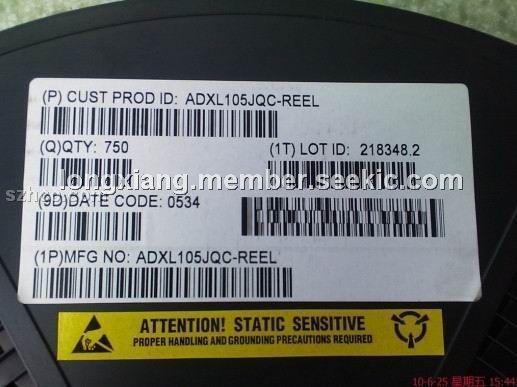 (P) CUST PROD ID: ADXL105JQC-REEL
(Q)QTY: 750
(1T) LOT ID: 218348.2
longxiang.member.seekic.com
(9D)DATE CODE: 0534
(1P)MFG NO: ADXL105JQC-REEL
ATTENTION! STATIC SENSITIVE
PROPER HANDLING AND GROUNDING PRECAUTIONS REQUIRED
10-6-25 星期五 15:44